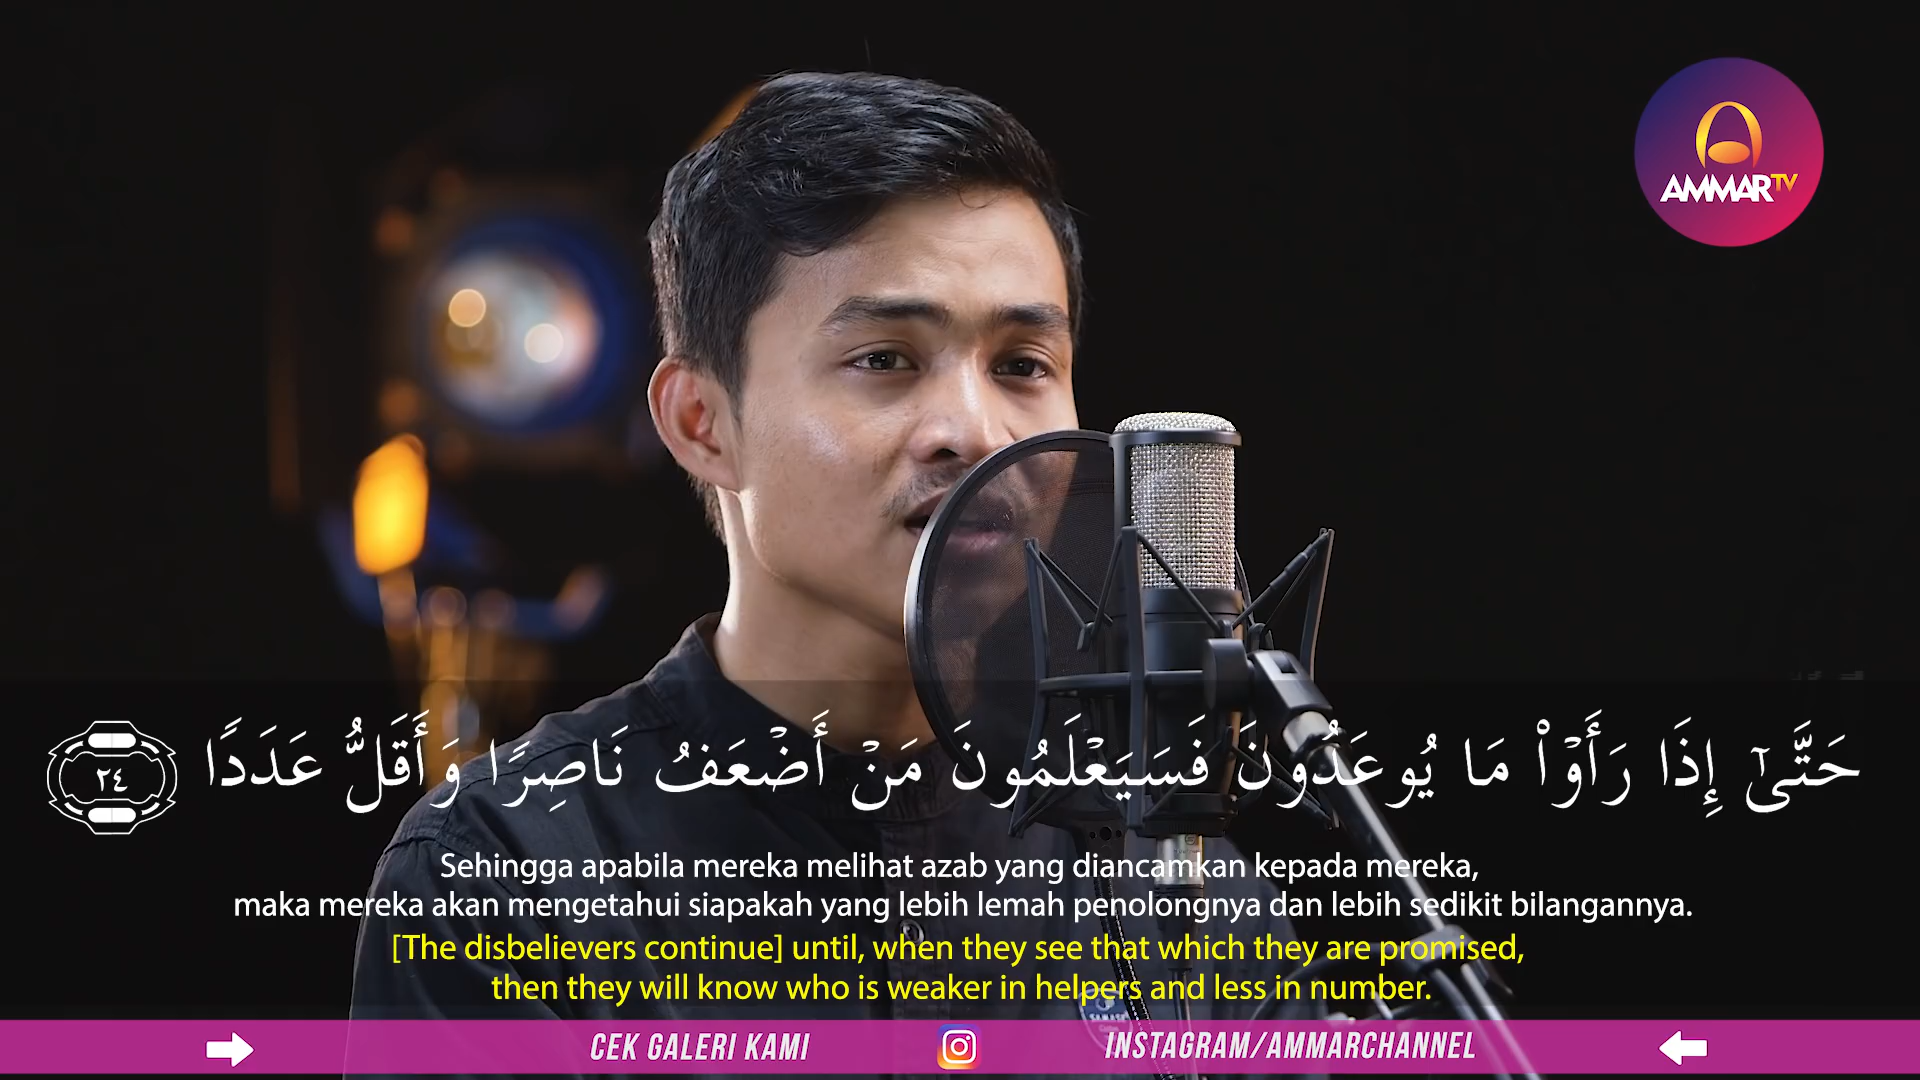 AMMARTV
حَتَّىٰٓ إِذَا رَأَوْا۟ مَا يُوعَدُونَ فَسَيَعْلَمُونَ مَنْ أَضْعَفُ نَاصِرًا وَأَقَلُّ عَدَدًا ٢٤
Sehingga apabila mereka melihat azab yang diancamkan kepada mereka,
maka mereka akan mengetahui siapakah yang lebih lemah penolongnya dan lebih sedikit bilangannya.
[The disbelievers continue] until, when they see that which they are promised,
then they will know who is weaker in helpers and less in number.
CEK GALERI KAMI INSTAGRAM/AMMARCHANNEL